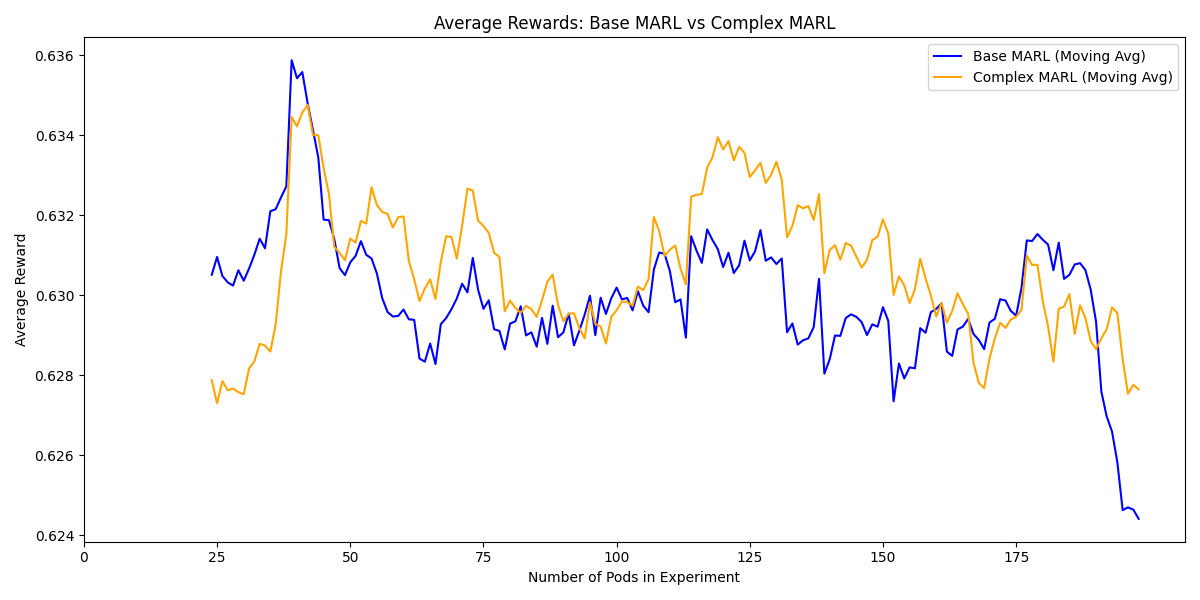 Average Rewards: Base MARL vs Complex MARL
Base MARL (Moving Avg)
Complex MARL (Moving Avg)
Average Reward
0.636
0.634
0.632
0.630
0.628
0.626
0.624
0 25 50 75 100 125 150 175
Number of Pods in Experiment